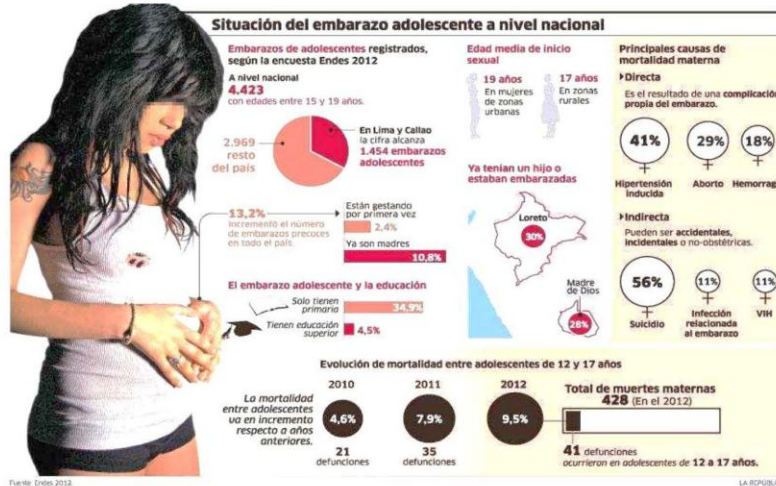 Situación del embarazo adolescente a nivel nacional
Embarazos de adolescentes registrados,
según la encuesta Endes 2012
A nivel nacional
4.423
con edades entre 15 y 19 años.
2.969
resto
del país
En Lima y Callao
la cifra alcanza
1.454 embarazos
adolescentes
13,2%
Incrementó el número
de embarazos precoces
en todo el país.
Están gestando
por primera vez
2,4%
Ya son madres
10,8%
El embarazo adolescente y la educación
Solo tienen
primaria
34,9%
Tienen educación
superior
4,5%
Edad media de inicio
sexual
19 años
En mujeres
de zonas
urbanas
17 años
En zonas
rurales
Ya tenían un hijo o
estaban embarazadas
Loreto
30%
Madre
de Dios
28%
Principales causas de
mortalidad materna
Directa
Es el resultado de una complicación
propia del embarazo.
41%
Hipertensión
inducida
29%
Aborto
18%
Hemorrag
Indirecta
Pueden ser accidentales,
incidentales o no-obstétricas.
56%
Suicidio
11%
Infección
relacionada
al embarazo
11%
VIH
Evolución de mortalidad entre adolescentes de 12 y 17 años
La mortalidad
entre adolescentes
va en incremento
respecto a años
anteriores.
2010
4,6%
21
defunciones
2011
7,9%
35
defunciones
2012
9,5%
Total de muertes maternas
428 (En el 2012)
41 defunciones
ocurrieron en adolescentes de 12 a 17 años.
Fuente: Endes 2012
LA REPÚBLI